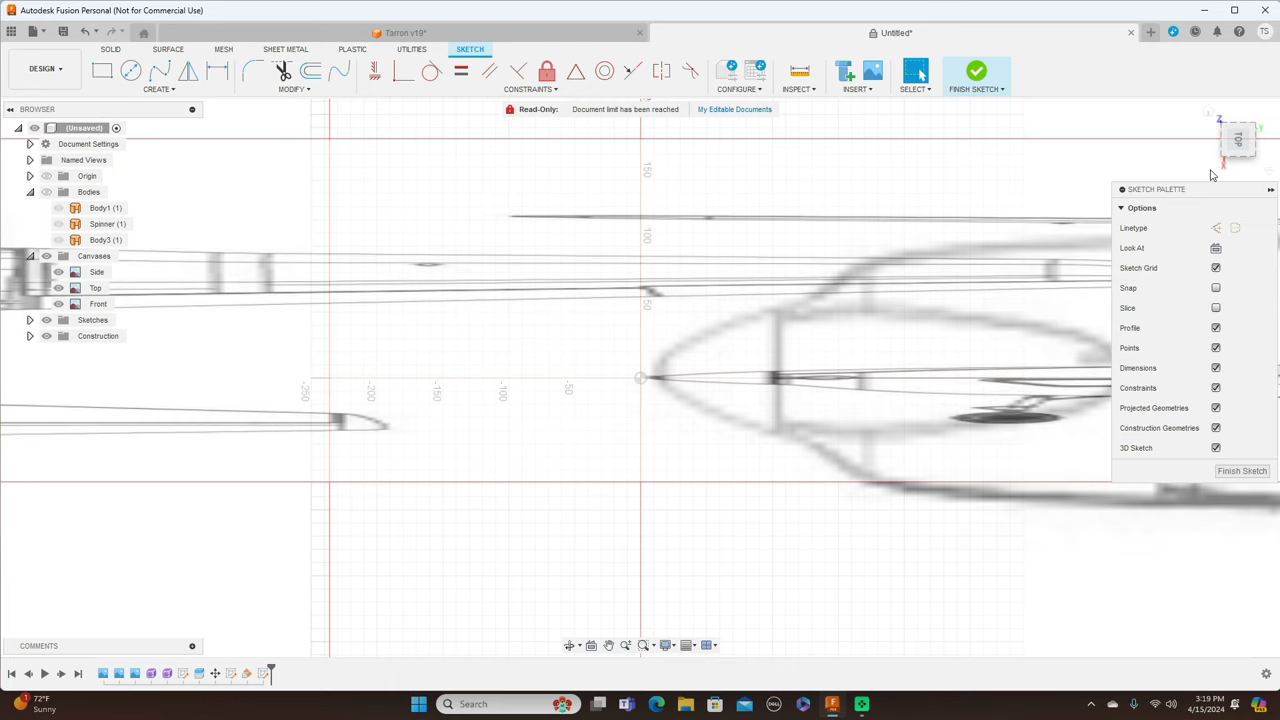 Autodesk Fusion Personal (Not for Commercial Use)
Tarron v19*
Untitled*
TS
DESIGN
SOLID
SURFACE
MESH
SHEET METAL
PLASTIC
UTILITIES
SKETCH
CREATE
MODIFY
CONSTRAINTS
CONFIGURE
INSPECT
INSERT
SELECT
FINISH SKETCH
BROWSER
Read-Only:
Document limit has been reached
My Editable Documents
(Unsaved)
Document Settings
Named Views
Origin
Bodies
Body1 (1)
Spinner (1)
Body3 (1)
Canvases
Side
Top
Front
Sketches
Construction
Z
Y
X
TOP
SKETCH PALETTE
Options
Linetype
Look At
Sketch Grid
Snap
Slice
Profile
Points
Dimensions
Constraints
Projected Geometries
Construction Geometries
3D Sketch
Finish Sketch
150
100
50
-250
-200
-150
-100
-50
COMMENTS
72°F
Sunny
Search
3:19 PM
4/15/2024